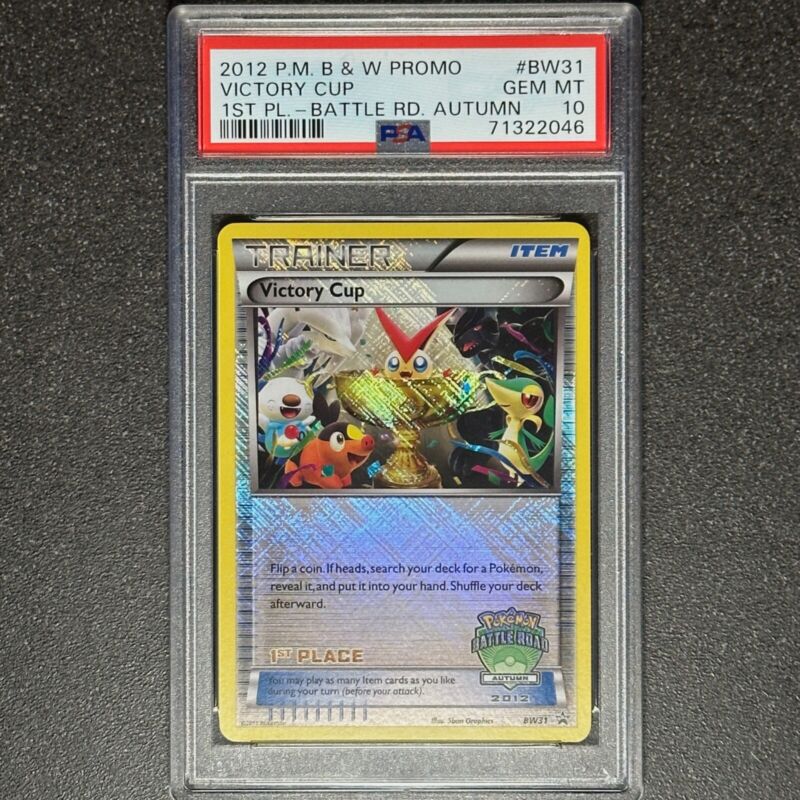 2012 P.M. B & W PROMO #BW31
VICTORY CUP GEM MT
1ST PL.-BATTLE RD. AUTUMN 10
PSA 71322046
TRAINER ITEM
Victory Cup
Flip a coin. If heads, search your deck for a Pokémon,
reveal it, and put it into your hand. Shuffle your deck
afterward.
Pokémon
BATTLE ROAD
AUTUMN
2012
1ST PLACE
You may play as many Item cards as you like
during your turn (before your attack).
Illus. 5ban Graphics BW31